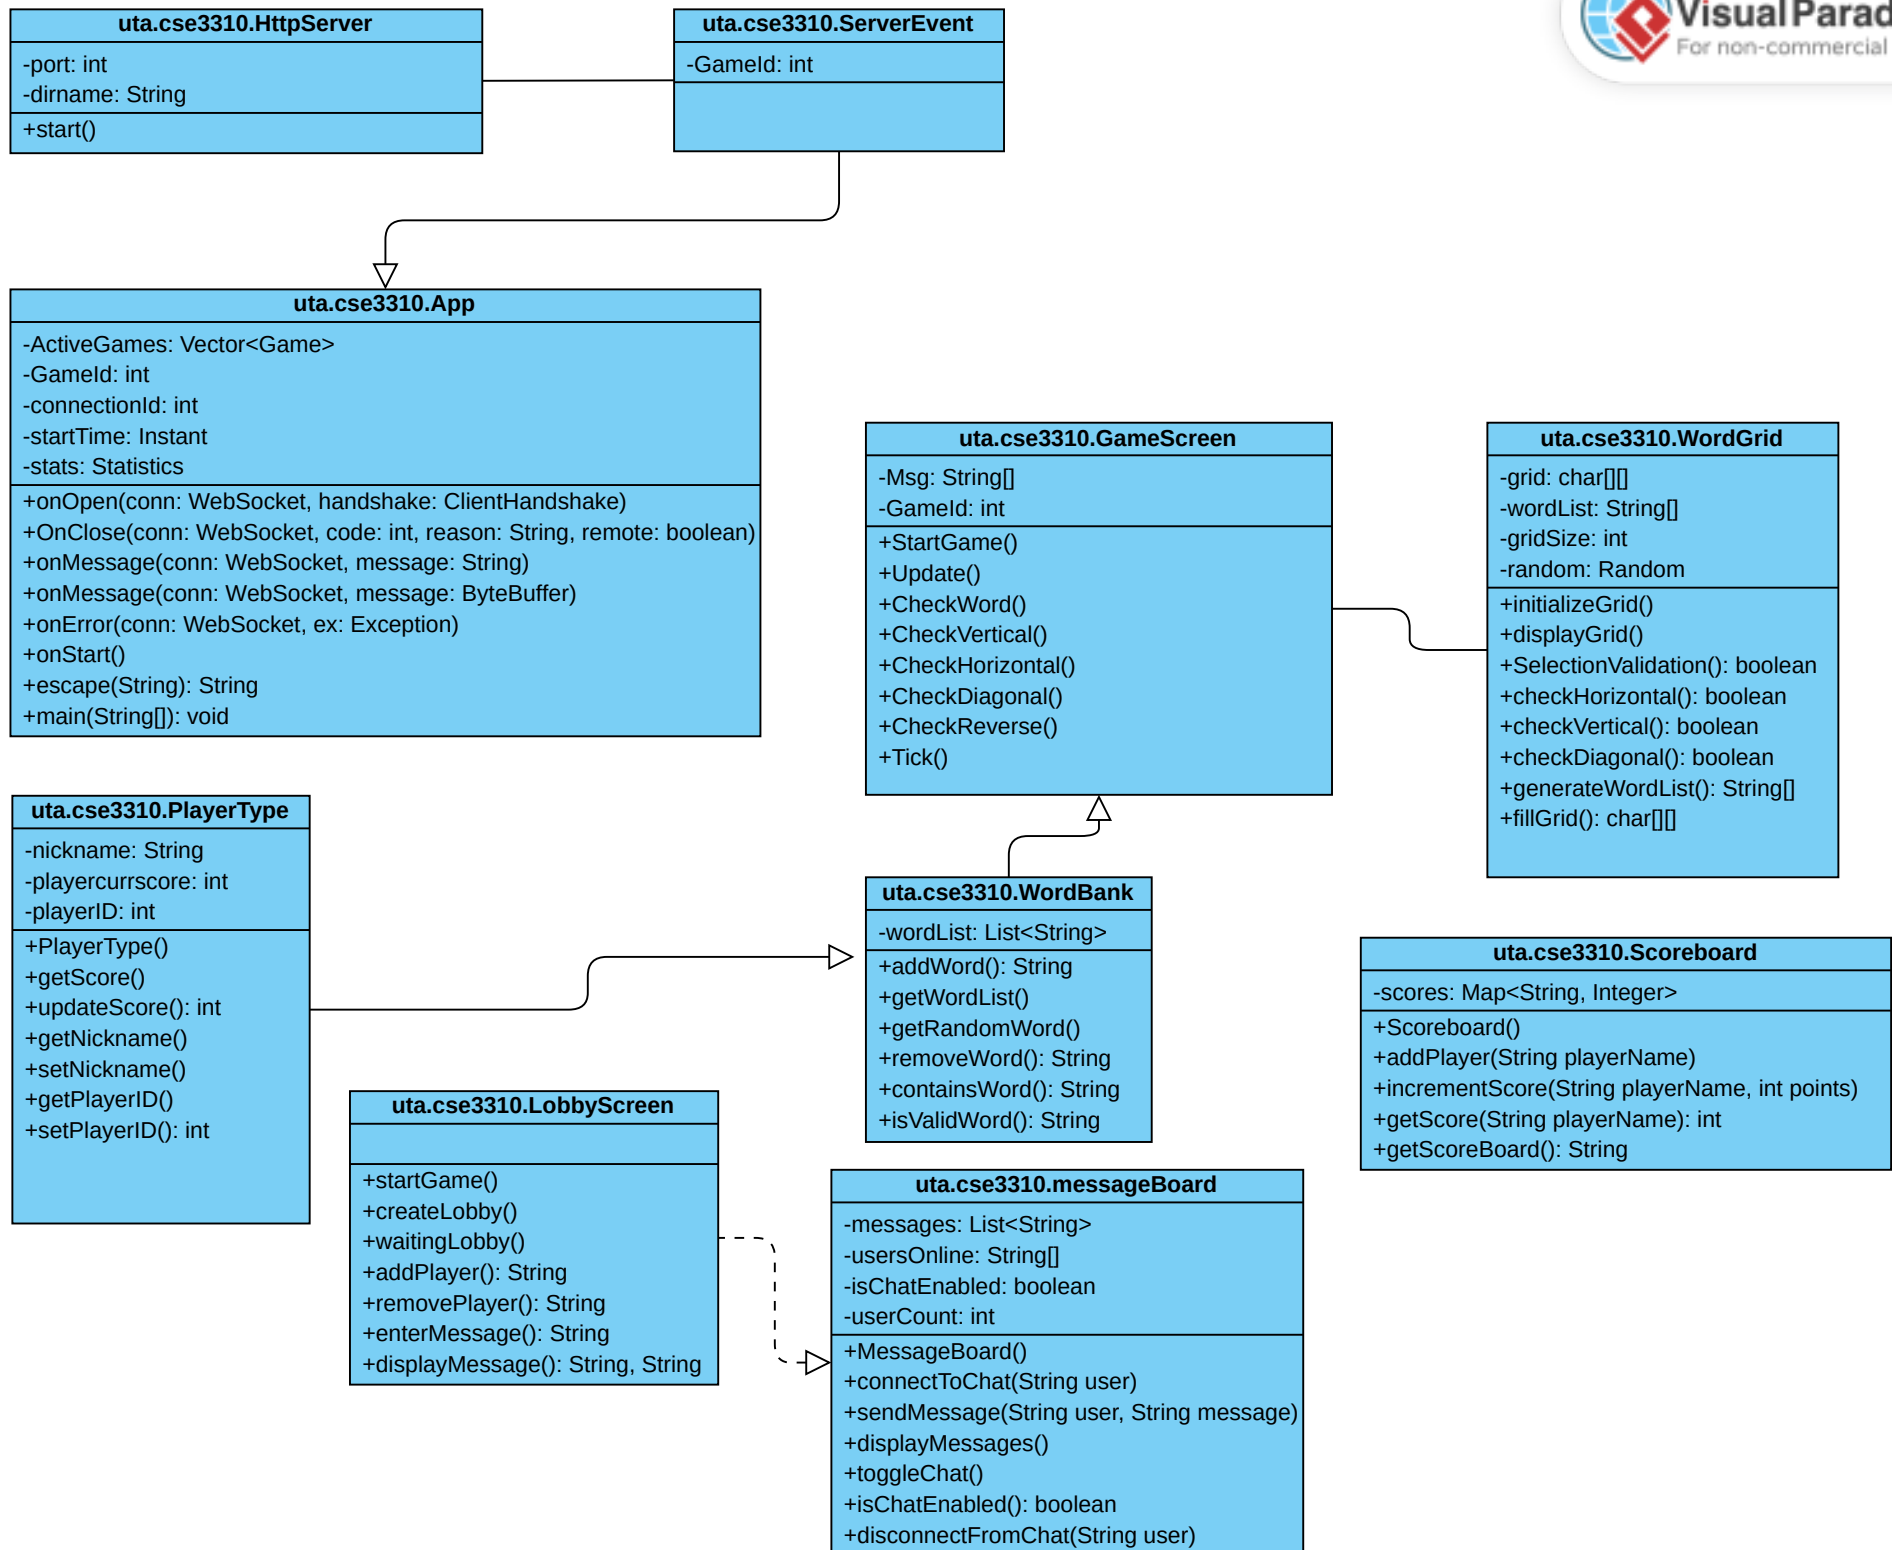 uta.cse3310.HttpServer
-port: int
-dirname: String
+start()
uta.cse3310.ServerEvent
-GameId: int
Visual Parad
For non-commercial
uta.cse3310.App
-ActiveGames: Vector<Game>
-GameId: int
-connectionId: int
-startTime: Instant
-stats: Statistics
+onOpen(conn: WebSocket, handshake: ClientHandshake)
+OnClose(conn: WebSocket, code: int, reason: String, remote: boolean)
+onMessage(conn: WebSocket, message: String)
+onMessage(conn: WebSocket, message: ByteBuffer)
+onError(conn: WebSocket, ex: Exception)
+onStart()
+escape(String): String
+main(String[]): void
uta.cse3310.GameScreen
-Msg: String[]
-GameId: int
+StartGame()
+Update()
+CheckWord()
+CheckVertical()
+CheckHorizontal()
+CheckDiagonal()
+CheckReverse()
+Tick()
uta.cse3310.WordGrid
-grid: char[][]
-wordList: String[]
-gridSize: int
-random: Random
+initializeGrid()
+displayGrid()
+SelectionValidation(): boolean
+checkHorizontal(): boolean
+checkVertical(): boolean
+checkDiagonal(): boolean
+generateWordList(): String[]
+fillGrid(): char[][]
uta.cse3310.PlayerType
-nickname: String
-playercurrscore: int
-playerID: int
+PlayerType()
+getScore()
+updateScore(): int
+getNickname()
+setNickname()
+getPlayerID()
+setPlayerID(): int
uta.cse3310.WordBank
-wordList: List<String>
+addWord(): String
+getWordList()
+getRandomWord()
+removeWord(): String
+containsWord(): String
+isValidWord(): String
uta.cse3310.Scoreboard
-scores: Map<String, Integer>
+Scoreboard()
+addPlayer(String playerName)
+incrementScore(String playerName, int points)
+getScore(String playerName): int
+getScoreBoard(): String
uta.cse3310.LobbyScreen
+startGame()
+createLobby()
+waitingLobby()
+addPlayer(): String
+removePlayer(): String
+enterMessage(): String
+displayMessage(): String, String
uta.cse3310.messageBoard
-messages: List<String>
-usersOnline: String[]
-isChatEnabled: boolean
-userCount: int
+MessageBoard()
+connectToChat(String user)
+sendMessage(String user, String message)
+displayMessages()
+toggleChat()
+isChatEnabled(): boolean
+disconnectFromChat(String user)